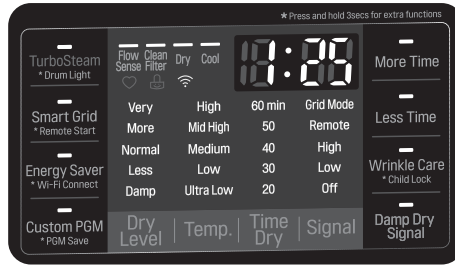 * Press and hold 3secs for extra functions
TurboSteam
* Drum Light
Smart Grid
* Remote Start
Energy Saver
* Wi-Fi Connect
Custom PGM
* PGM Save
Flow Sense
Clean Filter
Dry
Cool
1:25
Very High 60 min Grid Mode
More Mid High 50 Remote
Normal Medium 40 High
Less Low 30 Low
Damp Ultra Low 20 Off
Dry Level | Temp. | Time Dry | Signal
More Time
Less Time
Wrinkle Care
* Child Lock
Damp Dry
Signal